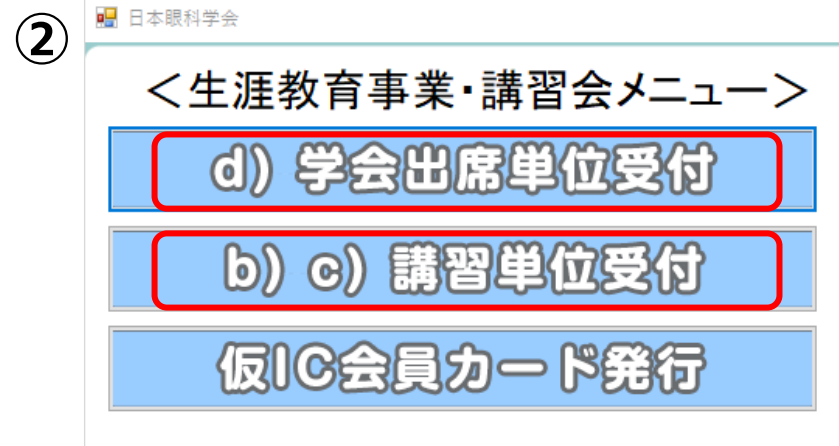 ②
日本眼科学会
＜生涯教育事業・講習会メニュー＞
d) 学会出席単位受付
b) c) 講習単位受付
仮IC会員カード発行